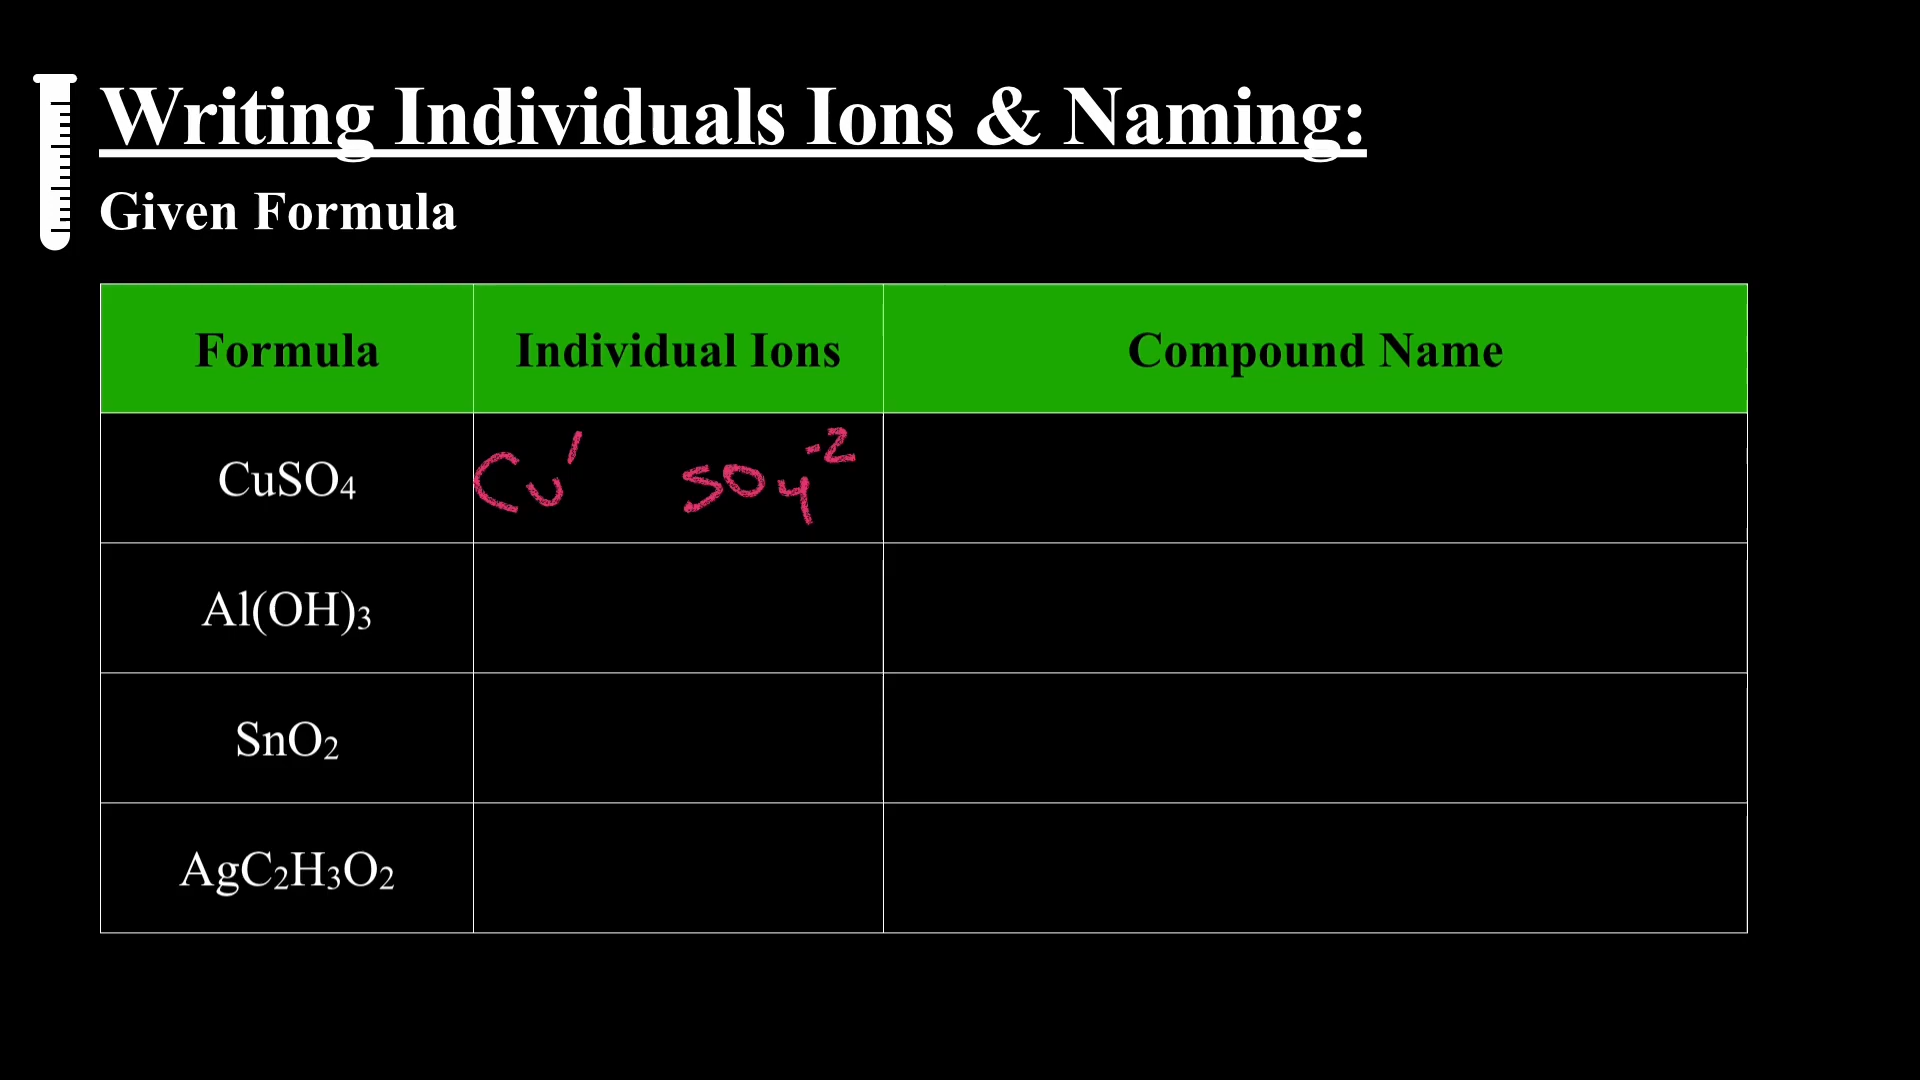 Writing Individuals Ions & Naming:
Given Formula
Formula Individual Ions Compound Name
CuSO₄ Cu' SO₄⁻²
Al(OH)₃
SnO₂
AgC₂H₃O₂